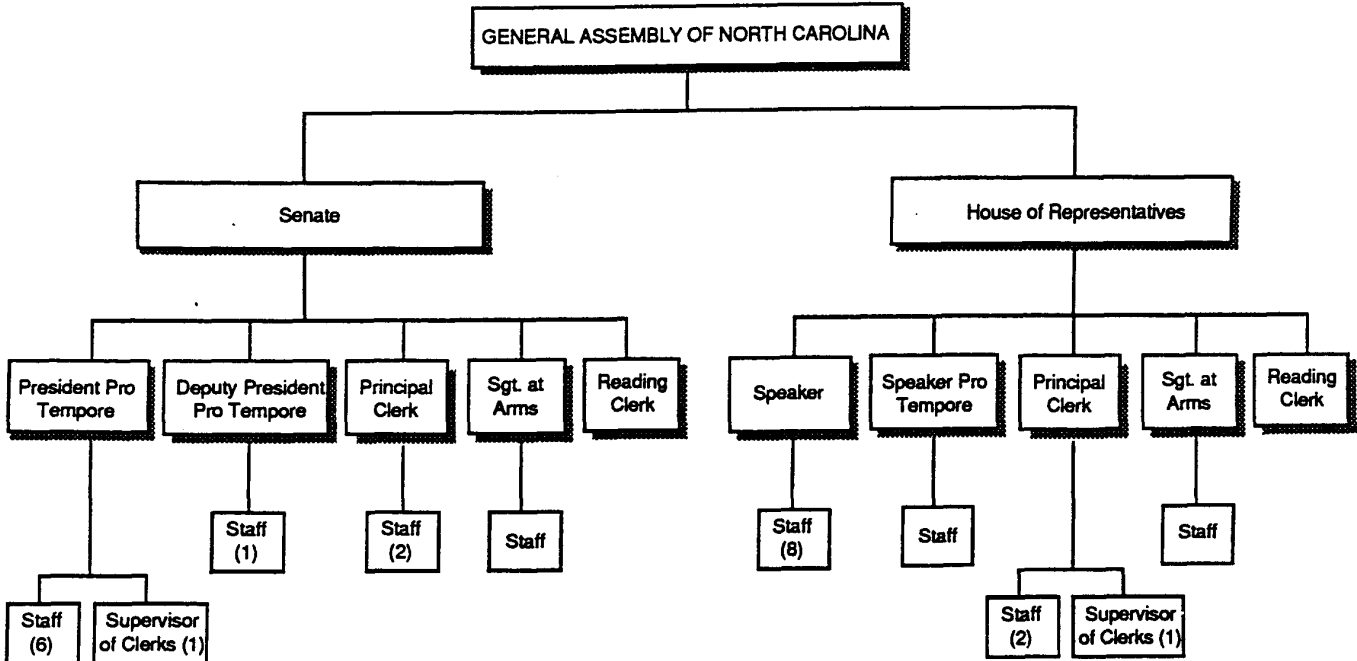 GENERAL ASSEMBLY OF NORTH CAROLINA
Senate
House of Representatives
President Pro
Tempore
Deputy President
Pro Tempore
Principal
Clerk
Sgt. at
Arms
Reading
Clerk
Speaker
Speaker Pro
Tempore
Principal
Clerk
Sgt. at
Arms
Reading
Clerk
Staff
(1)
Staff
(2)
Staff
Staff
(8)
Staff
Staff
Staff
(6)
Supervisor
of Clerks (1)
Staff
(2)
Supervisor
of Clerks (1)